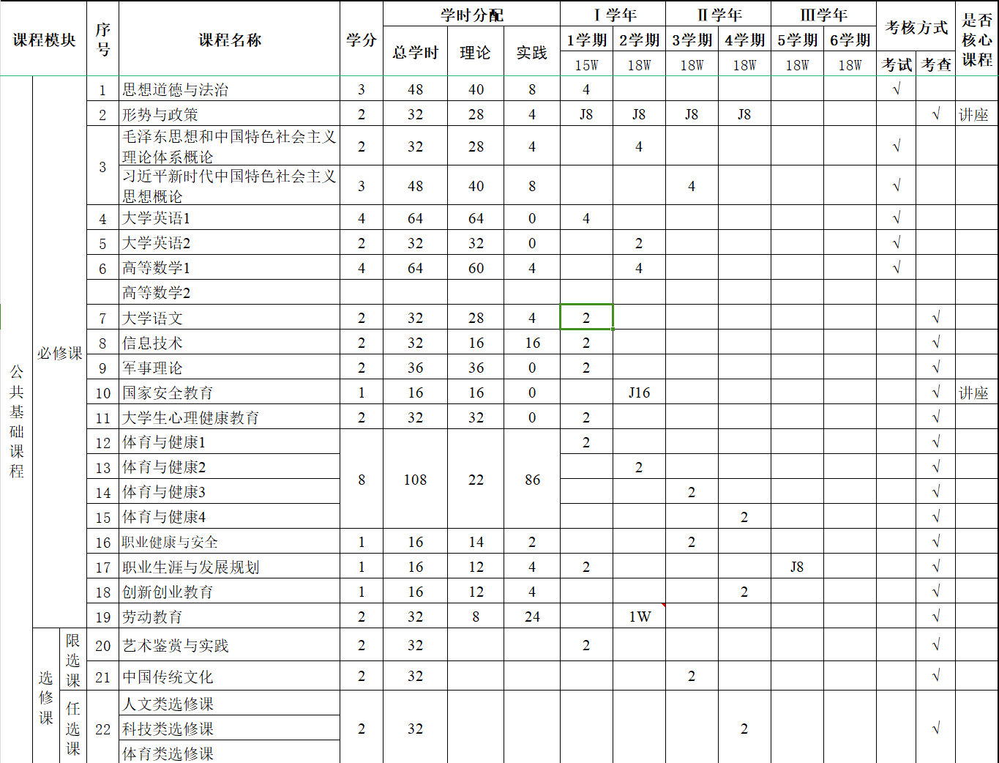 课程模块 序号 课程名称 学分 学时分配 Ⅰ学年 Ⅱ学年 Ⅲ学年 考核方式 是否核心课程
总学时 理论 实践 1学期 2学期 3学期 4学期 5学期 6学期
15W 18W 18W 18W 18W 18W 考试 考查
公共基础课程
必修课
1 思想道德与法治 3 48 40 8 4 √
2 形势与政策 2 32 28 4 J8 J8 J8 J8 √ 讲座
3 毛泽东思想和中国特色社会主义
理论体系概论 2 32 28 4 4 √
习近平新时代中国特色社会主义
思想概论 3 48 40 8 4 √
4 大学英语1 4 64 64 0 4 √
5 大学英语2 2 32 32 0 2 √
6 高等数学1 4 64 60 4 4 √
高等数学2
7 大学语文 2 32 28 4 2 √
8 信息技术 2 32 16 16 2 √
9 军事理论 2 36 36 0 2 √
10 国家安全教育 1 16 16 0 J16 √ 讲座
11 大学生心理健康教育 2 32 32 0 2 √
12 体育与健康1 2 √
13 体育与健康2 2 √
8 108 22 86
14 体育与健康3 2 √
15 体育与健康4 2 √
16 职业健康与安全 1 16 14 2 2 √
17 职业生涯与发展规划 1 16 12 4 2 J8 √
18 创新创业教育 1 16 12 4 2 √
19 劳动教育 2 32 8 24 1W √
选修课
限选课
20 艺术鉴赏与实践 2 32 2 √
21 中国传统文化 2 32 2 √
任选课
人文类选修课
22 科技类选修课 2 32 2 √
体育类选修课